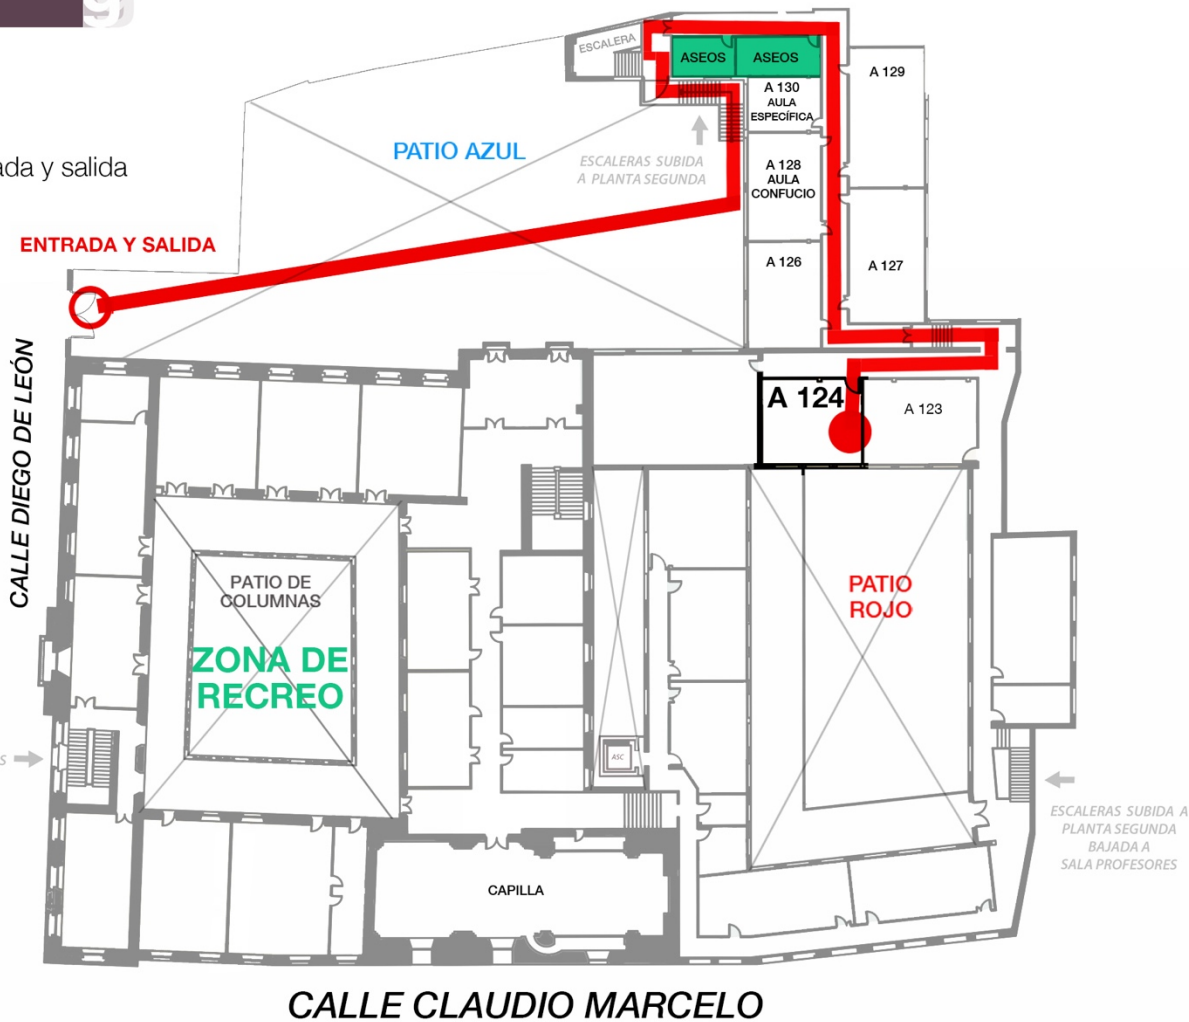 9
ESCALERA
ASEOS
ASEOS
A 129
A 130
AULA
ESPECÍFICA
PATIO AZUL
ESCALERAS SUBIDA
A PLANTA SEGUNDA
A 128
AULA
CONFUCIO
y salida
ENTRADA Y SALIDA
A 126
A 127
CALLE DIEGO DE LEÓN
A 124
A 123
PATIO DE
COLUMNAS
ZONA DE
RECREO
PATIO
ROJO
ASC
ESCALERAS SUBIDA A
PLANTA SEGUNDA
BAJADA A
SALA PROFESORES
CAPILLA
CALLE CLAUDIO MARCELO